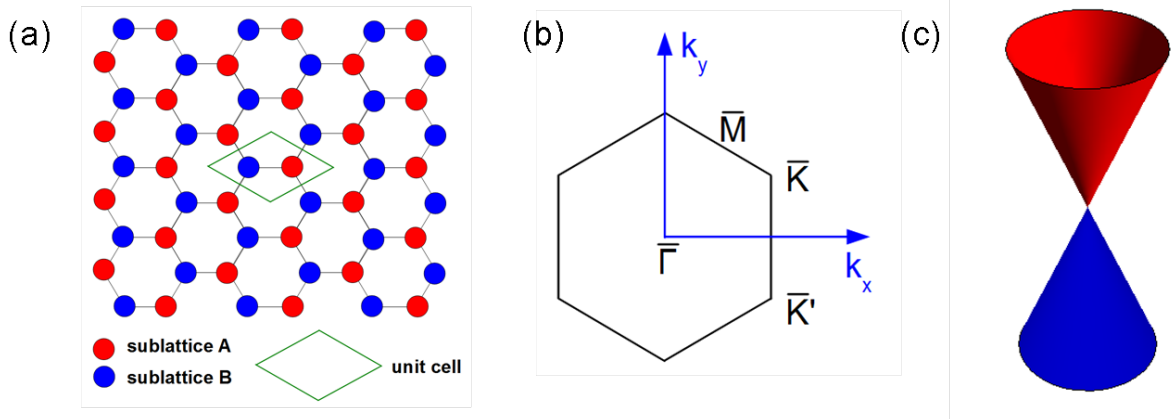 (a)
sublattice A
sublattice B
unit cell
(b)
k_y
M̅
K̅
Γ̅
k_x
K̅'
(c)